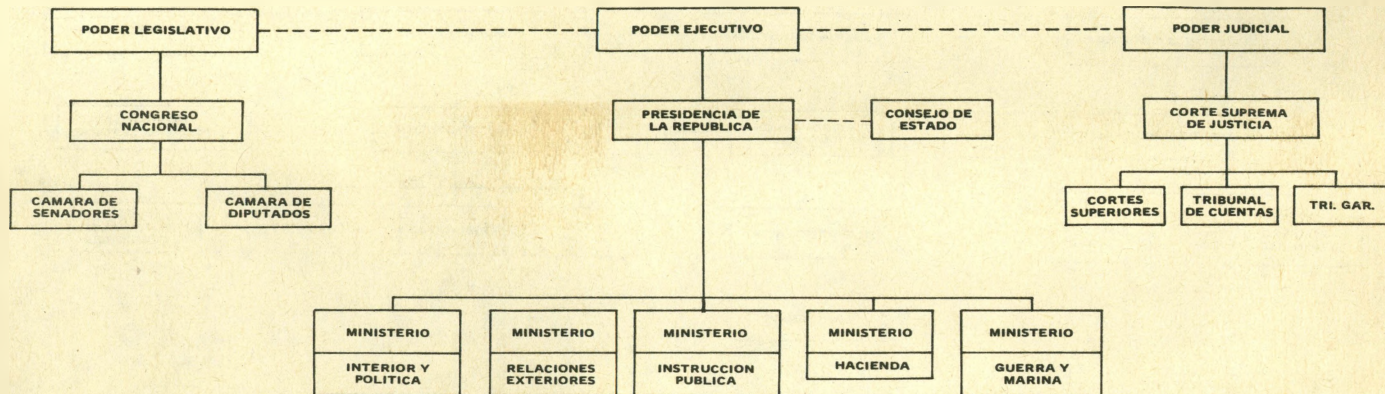 PODER LEGISLATIVO
PODER EJECUTIVO
PODER JUDICIAL
CONGRESO
NACIONAL
PRESIDENCIA DE
LA REPUBLICA
CONSEJO DE
ESTADO
CORTE SUPREMA
DE JUSTICIA
CAMARA DE
SENADORES
CAMARA DE
DIPUTADOS
CORTES
SUPERIORES
TRIBUNAL
DE CUENTAS
TRI. GAR.
MINISTERIO
INTERIOR Y
POLITICA
MINISTERIO
RELACIONES
EXTERIORES
MINISTERIO
INSTRUCCION
PUBLICA
MINISTERIO
HACIENDA
MINISTERIO
GUERRA Y
MARINA